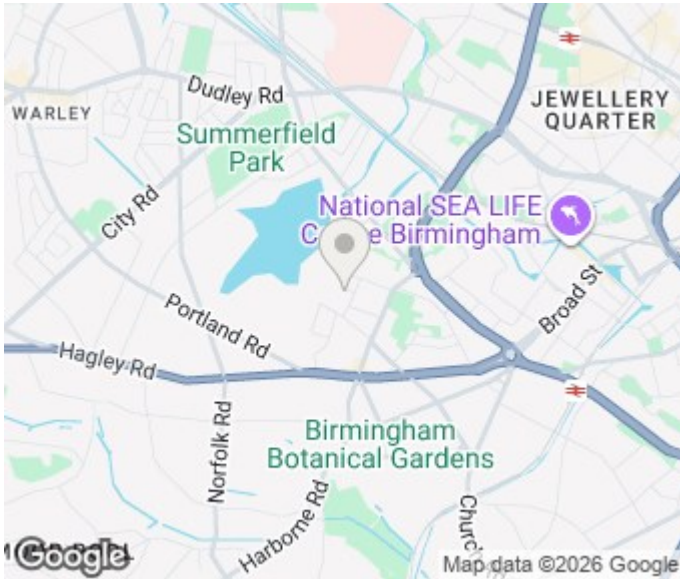 Dudley Rd
WARLEY
JEWELLERY
QUARTER
Summerfield
Park
City Rd
National SEA LIFE
Birmingham
Broad St
Portland Rd
Hagley Rd
Norfolk Rd
Birmingham
Botanical Gardens
Harborne Rd
Google
Map data ©2026 Google